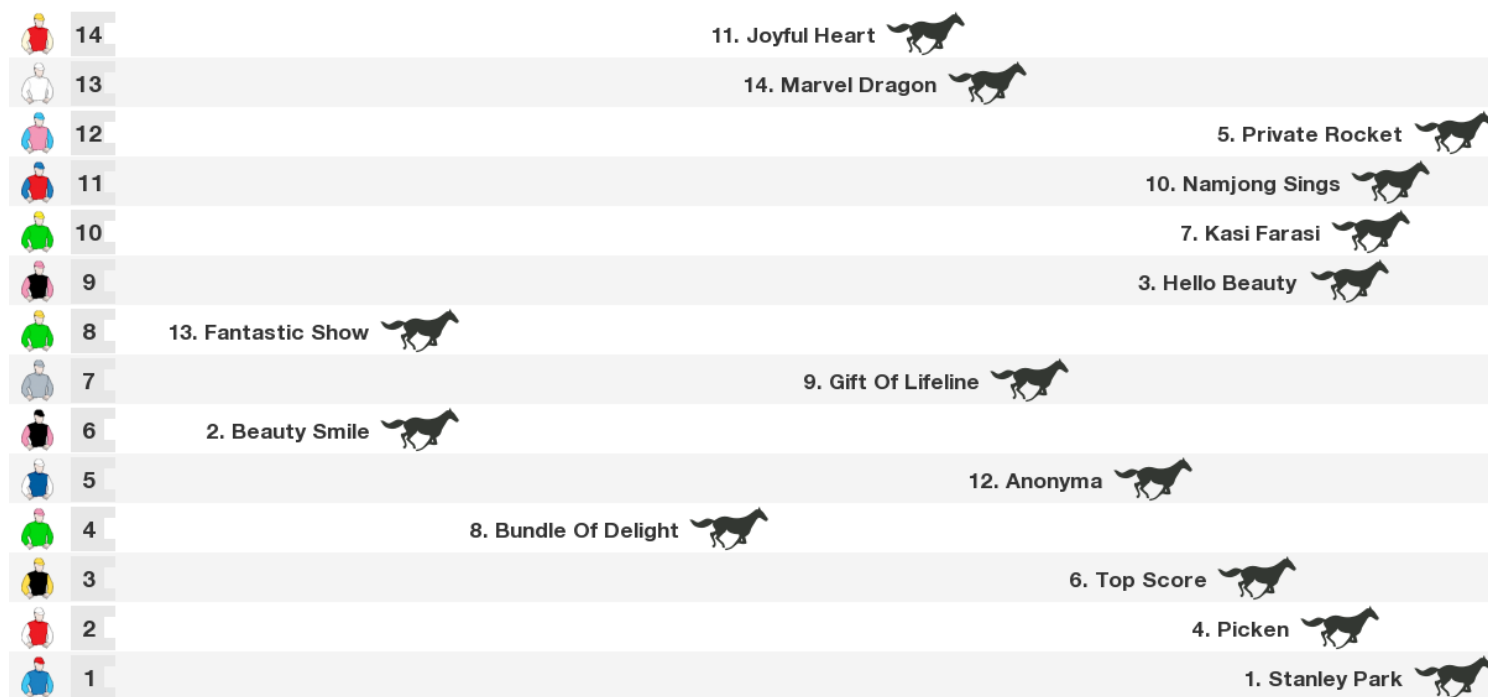 14 11. Joyful Heart
13 14. Marvel Dragon
12 5. Private Rocket
11 10. Namjong Sings
10 7. Kasi Farasi
9 3. Hello Beauty
8 13. Fantastic Show
7 9. Gift Of Lifeline
6 2. Beauty Smile
5 12. Anonyma
4 8. Bundle Of Delight
3 6. Top Score
2 4. Picken
1 1. Stanley Park